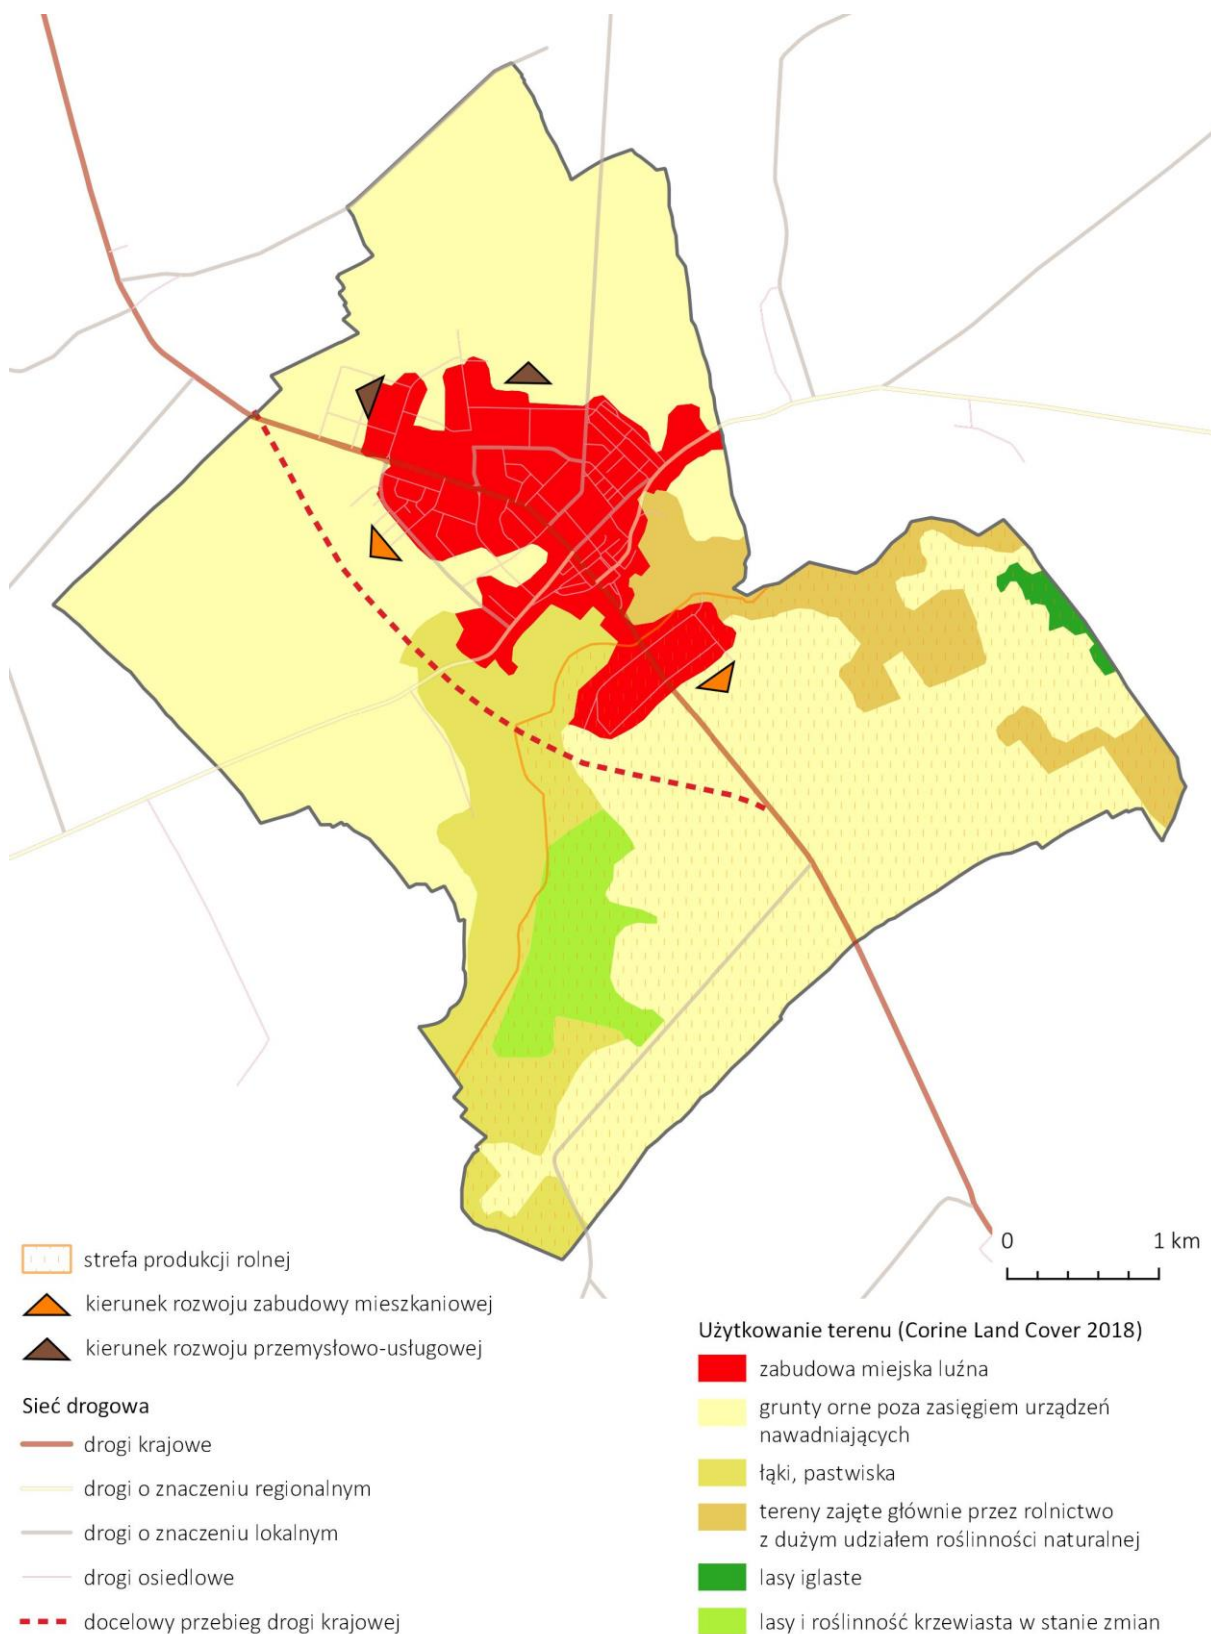 0 1 km
strefa produkcji rolnej
kierunek rozwoju zabudowy mieszkaniowej
kierunek rozwoju przemysłowo-usługowej
Sieć drogowa
drogi krajowe
drogi o znaczeniu regionalnym
drogi o znaczeniu lokalnym
drogi osiedlowe
docelowy przebieg drogi krajowej
Użytkowanie terenu (Corine Land Cover 2018)
zabudowa miejska luźna
grunty orne poza zasięgiem urządzeń
nawadniających
łąki, pastwiska
tereny zajęte głównie przez rolnictwo
z dużym udziałem roślinności naturalnej
lasy iglaste
lasy i roślinność krzewiasta w stanie zmian